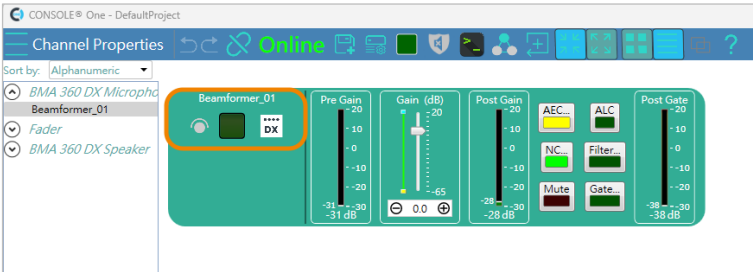 CONSOLE® One - DefaultProject
Channel Properties
Online
?
Sort by: Alphanumeric
BMA 360 DX Micropho
Beamformer_01
Fader
BMA 360 DX Speaker
Beamformer_01
DX
Pre Gain
20
10
0
-10
-20
-31
-30
-31 dB
Gain (dB)
20
-65
0.0
Post Gain
20
10
0
-10
-20
-28
-30
-28 dB
AEC...
ALC
NC...
Filter...
Mute
Gate...
Post Gate
20
10
0
-10
-20
-38
-30
-38 dB